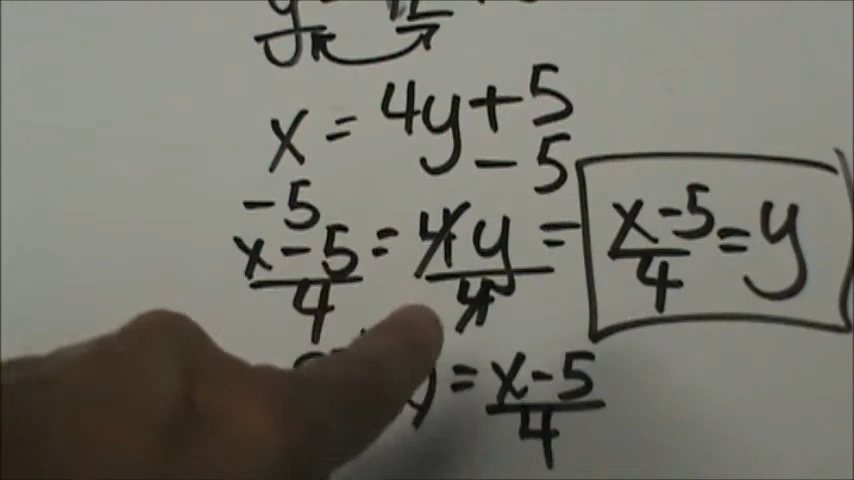 x = 4y + 5
-5 - 5
x-5/4 = 4y/4 = x-5/4 = y
y = x-5/4